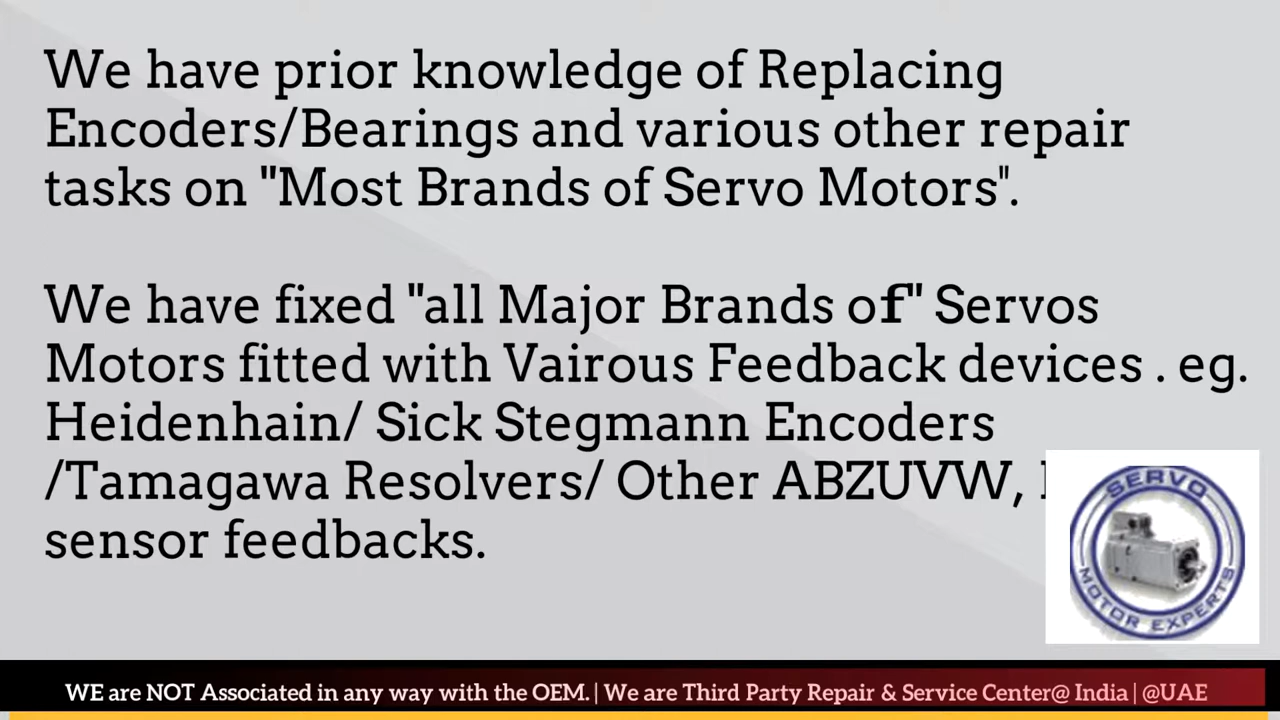 We have prior knowledge of Replacing
Encoders/Bearings and various other repair
tasks on "Most Brands of Servo Motors".
We have fixed "all Major Brands of" Servos
Motors fitted with Vairous Feedback devices . eg.
Heidenhain/ Sick Stegmann Encoders
/Tamagawa Resolvers/ Other ABZUVW,
sensor feedbacks.
SERVO
MOTOR EXPERTS
WE are NOT Associated in any way with the OEM. | We are Third Party Repair & Service Center@ India | @UAE